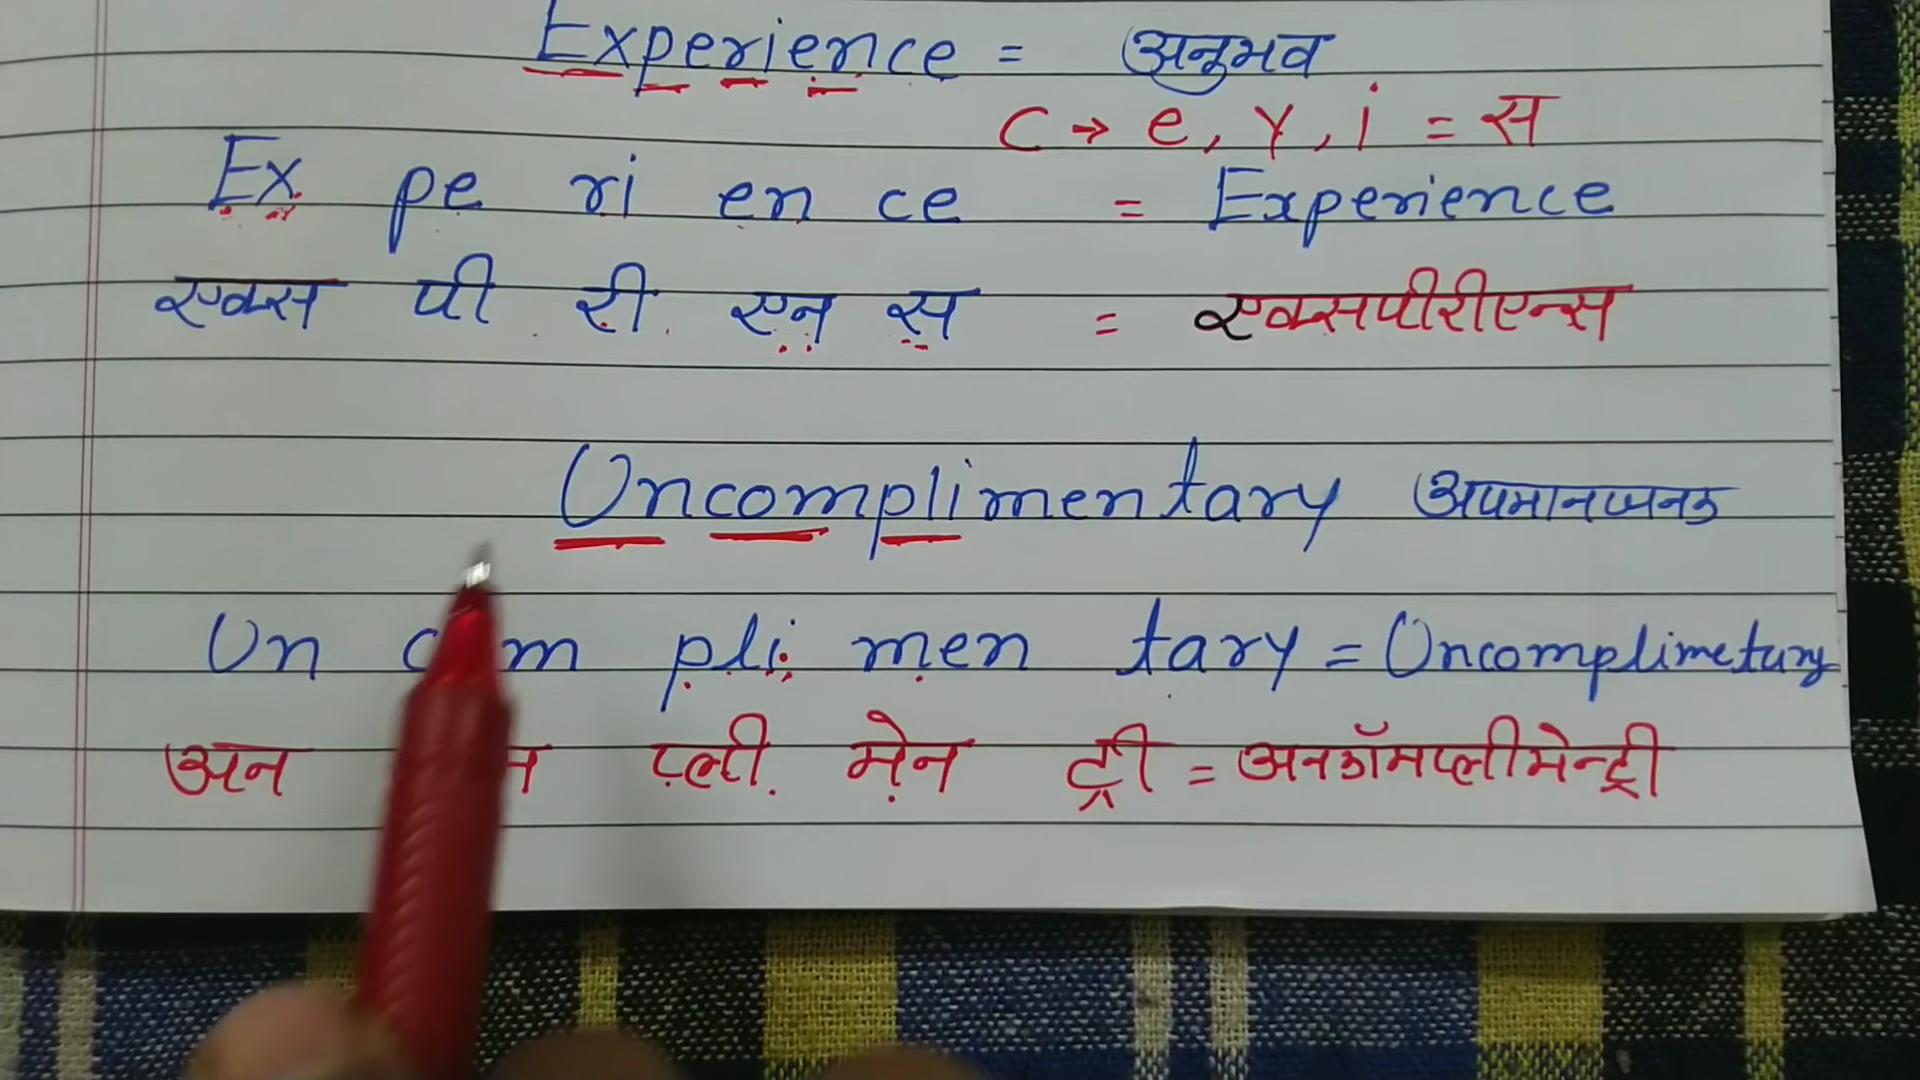 Experience = अनुभव
C → e, y, i = स
Ex pe ri en ce = Experience
एक्स पी री एन स = एक्सपीरीएन्स
Uncomplimentary अपमानजनक
Un com pli men tary = Uncomplimetary
अन म प्ली मेन ट्री = अनकॉमप्लीमेन्ट्री